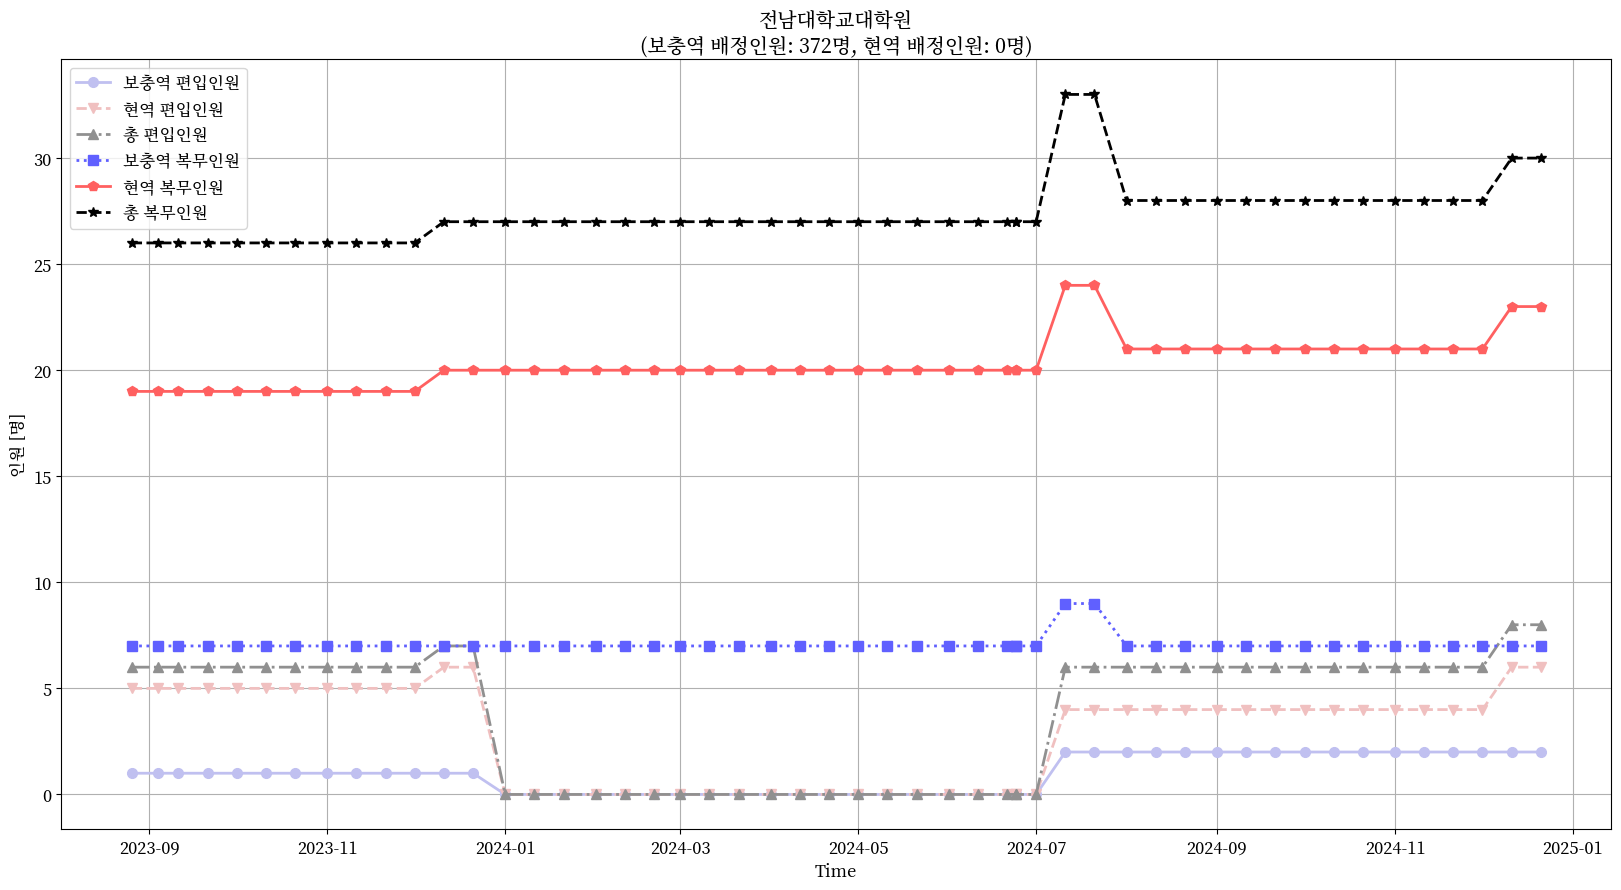 전남대학교대학원
(보충역 배정인원: 372명, 현역 배정인원: 0명)
보충역 편입인원
현역 편입인원
총 편입인원
보충역 복무인원
현역 복무인원
총 복무인원
인원 [명]
30
25
20
15
10
5
0
2023-09
2023-11
2024-01
2024-03
2024-05
2024-07
2024-09
2024-11
2025-01
Time